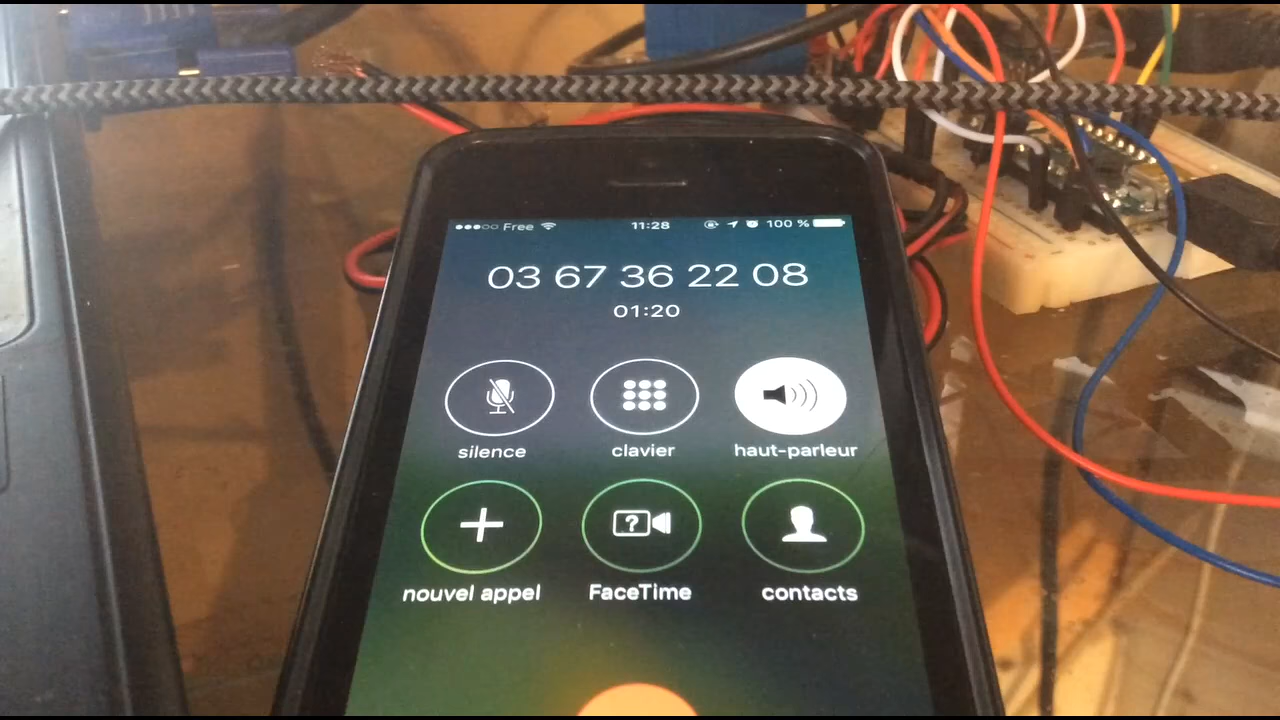 Free 11:28 100 %
03 67 36 22 08
01:20
silence clavier haut-parleur
?
nouvel appel FaceTime contacts